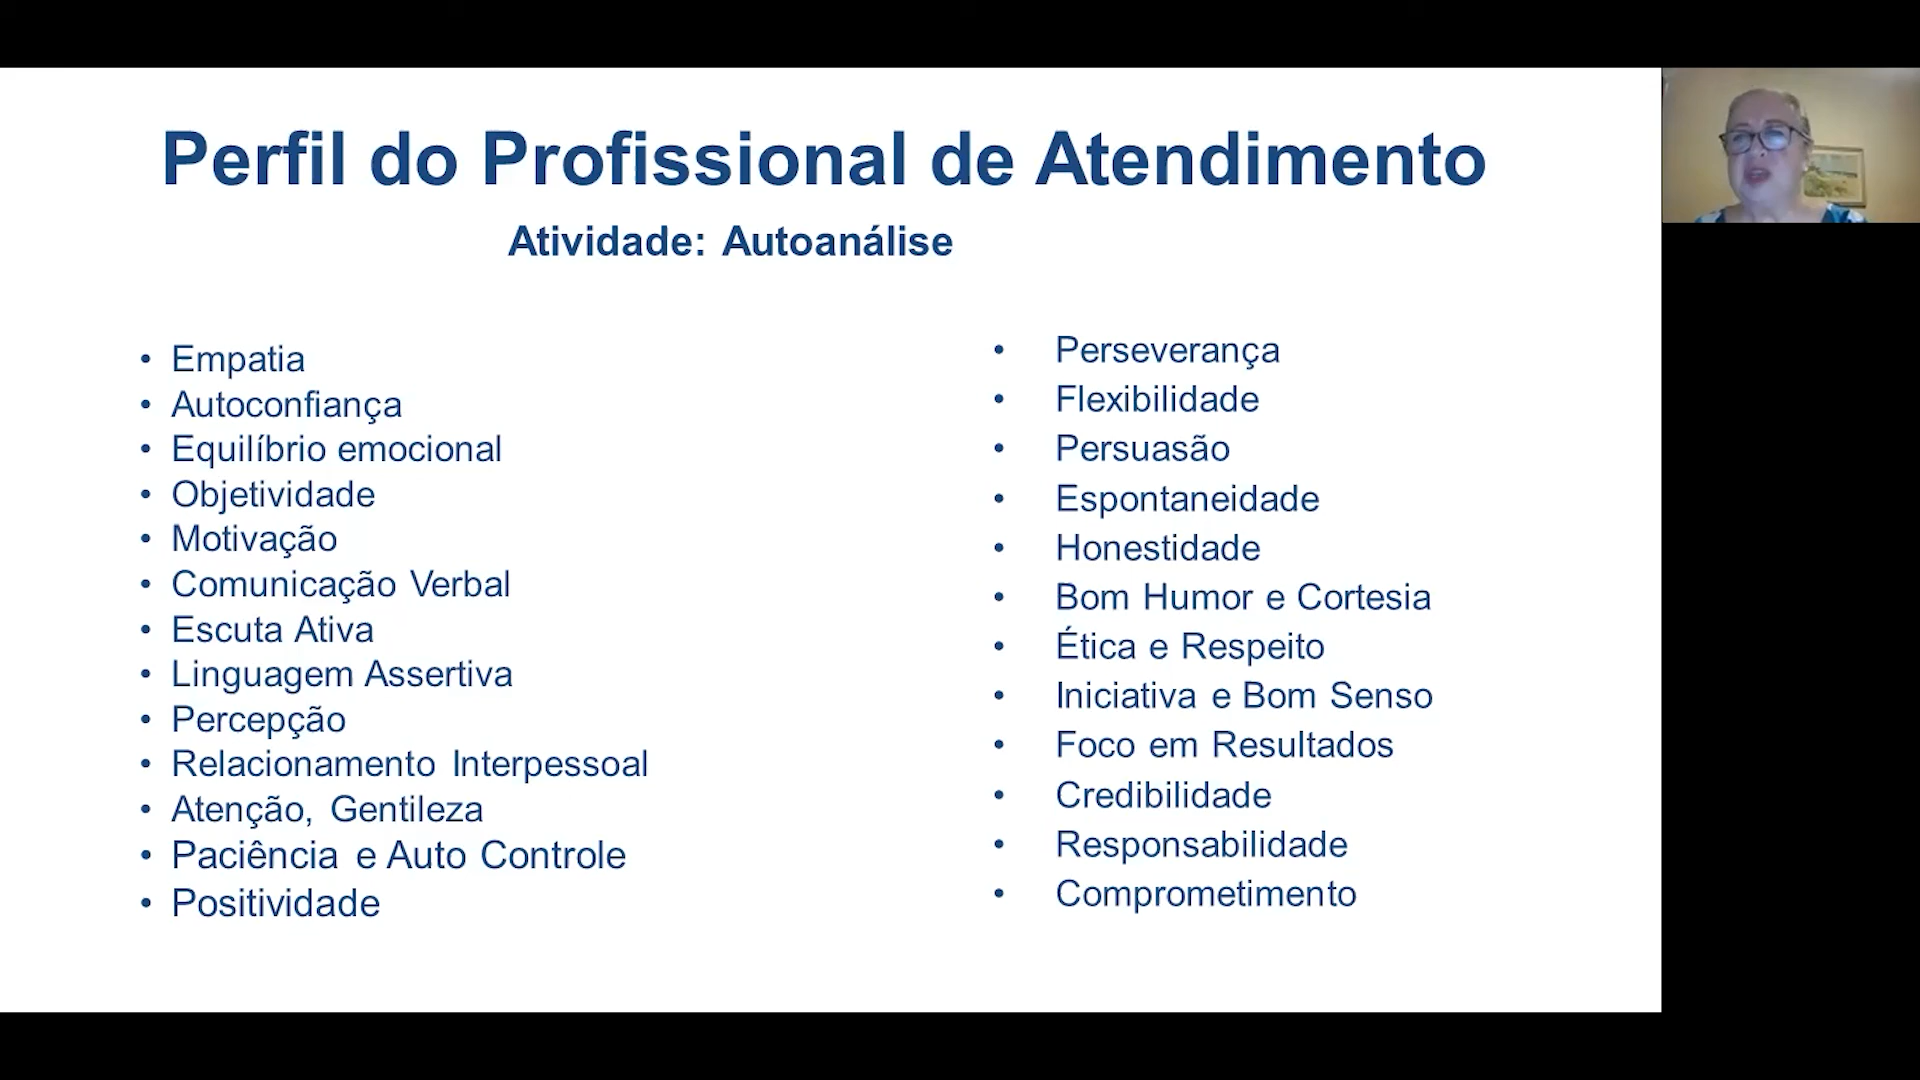 Perfil do Profissional de Atendimento
Atividade: Autoanálise
• Empatia
• Autoconfiança
• Equilíbrio emocional
• Objetividade
• Motivação
• Comunicação Verbal
• Escuta Ativa
• Linguagem Assertiva
• Percepção
• Relacionamento Interpessoal
• Atenção, Gentileza
• Paciência e Auto Controle
• Positividade
• Perseverança
• Flexibilidade
• Persuasão
• Espontaneidade
• Honestidade
• Bom Humor e Cortesia
• Ética e Respeito
• Iniciativa e Bom Senso
• Foco em Resultados
• Credibilidade
• Responsabilidade
• Comprometimento